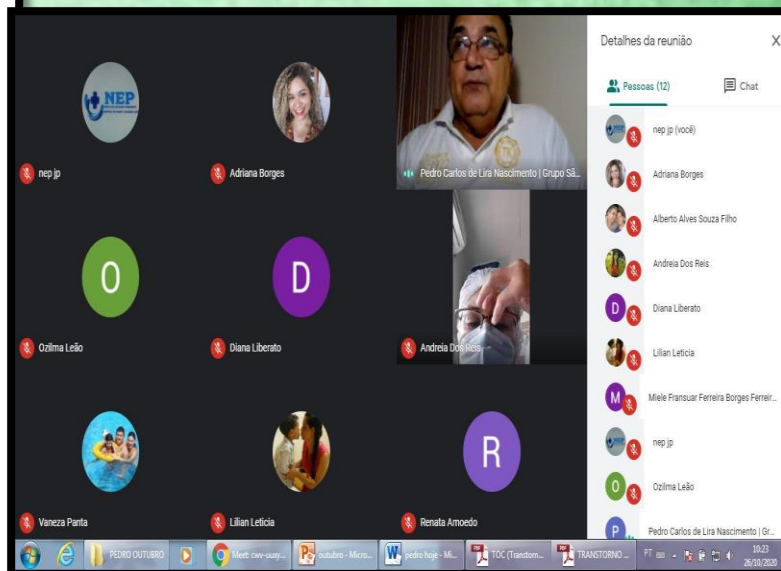 Detalhes da reunião X
Pessoas (12) Chat
NEP
nep jp
Adriana Borges
Pedro Carlos de Lira Nascimento | Grupo Sã...
O
Ozilma Leão
D
Diana Liberato
Andreia Dos Reis
Vaneza Panta
Lilian Leticia
R
Renata Amoedo
nep jp (você)
Adriana Borges
Alberto Alves Souza Filho
Andreia Dos Reis
D
Diana Liberato
Lilian Leticia
M
Miele Fransuar Ferreira Borges Ferreir...
nep jp
O
Ozilma Leão
P
Pedro Carlos de Lira Nascimento | Gr...
PEDRO OUTUBRO
Meet: cwv-uuay...
outubro - Micro...
pedro hoje - Mi...
TOC (Transtorn...
TRANSTORNO ...
PT
10:23
26/10/2020